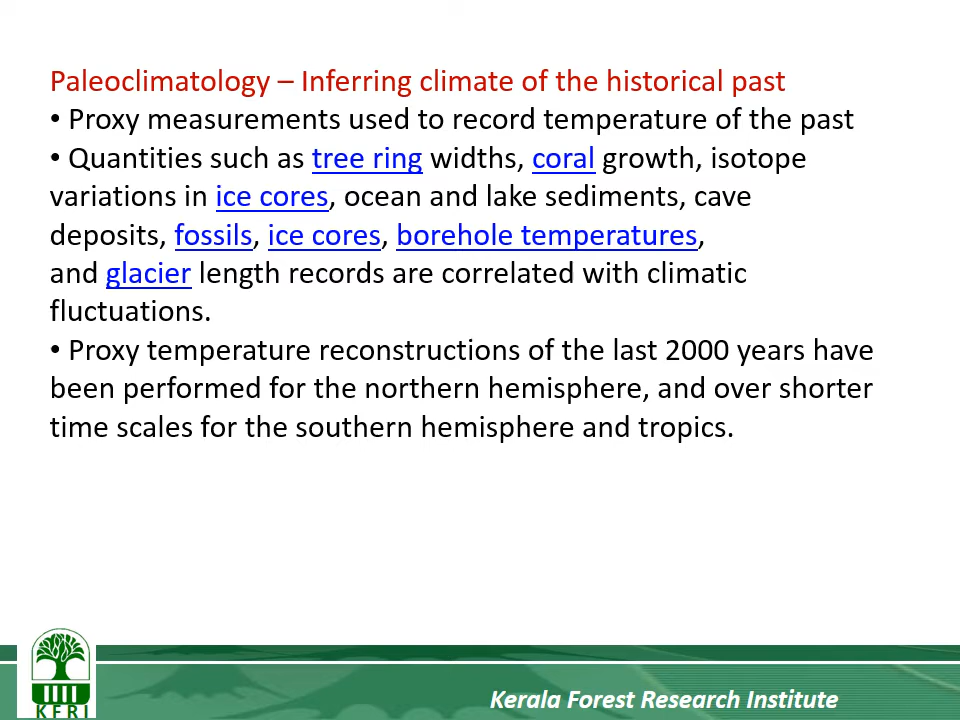 Paleoclimatology – Inferring climate of the historical past
• Proxy measurements used to record temperature of the past
• Quantities such as tree ring widths, coral growth, isotope
variations in ice cores, ocean and lake sediments, cave
deposits, fossils, ice cores, borehole temperatures,
and glacier length records are correlated with climatic
fluctuations.
• Proxy temperature reconstructions of the last 2000 years have
been performed for the northern hemisphere, and over shorter
time scales for the southern hemisphere and tropics.
KFRI
Kerala Forest Research Institute